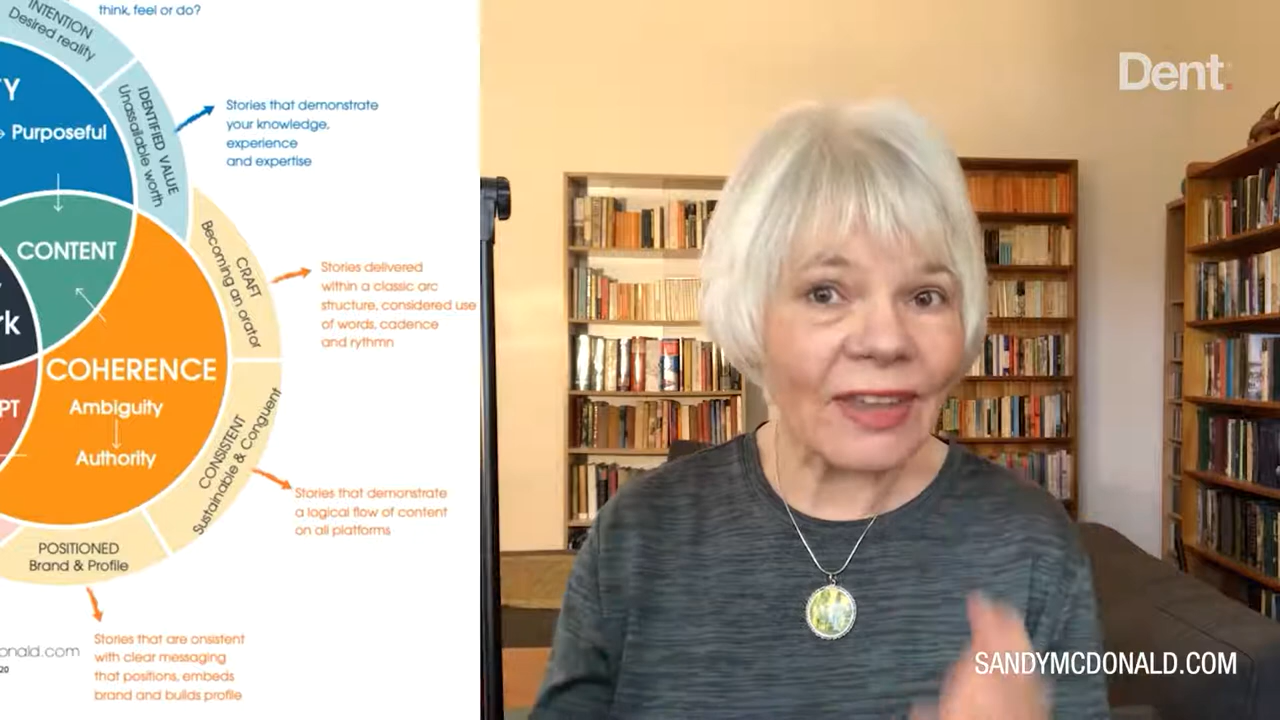 think, feel or do?
INTENTION
Desired reality
IDENTIFIED VALUE
Unassailable worth
Stories that demonstrate
your knowledge,
experience
and expertise
Purposeful
CONTENT
CRAFT
Becoming an orator
Stories delivered
within a classic arc
structure, considered use
of words, cadence
and rythmn
COHERENCE
Ambiguity
Authority
CONSISTENT
Sustainable & Conguent
Stories that demonstrate
a logical flow of content
on all platforms
POSITIONED
Brand & Profile
Stories that are onsistent
with clear messaging
that positions, embeds
brand and builds profile
onald.com
20
Dent.
SANDYMCDONALD.COM